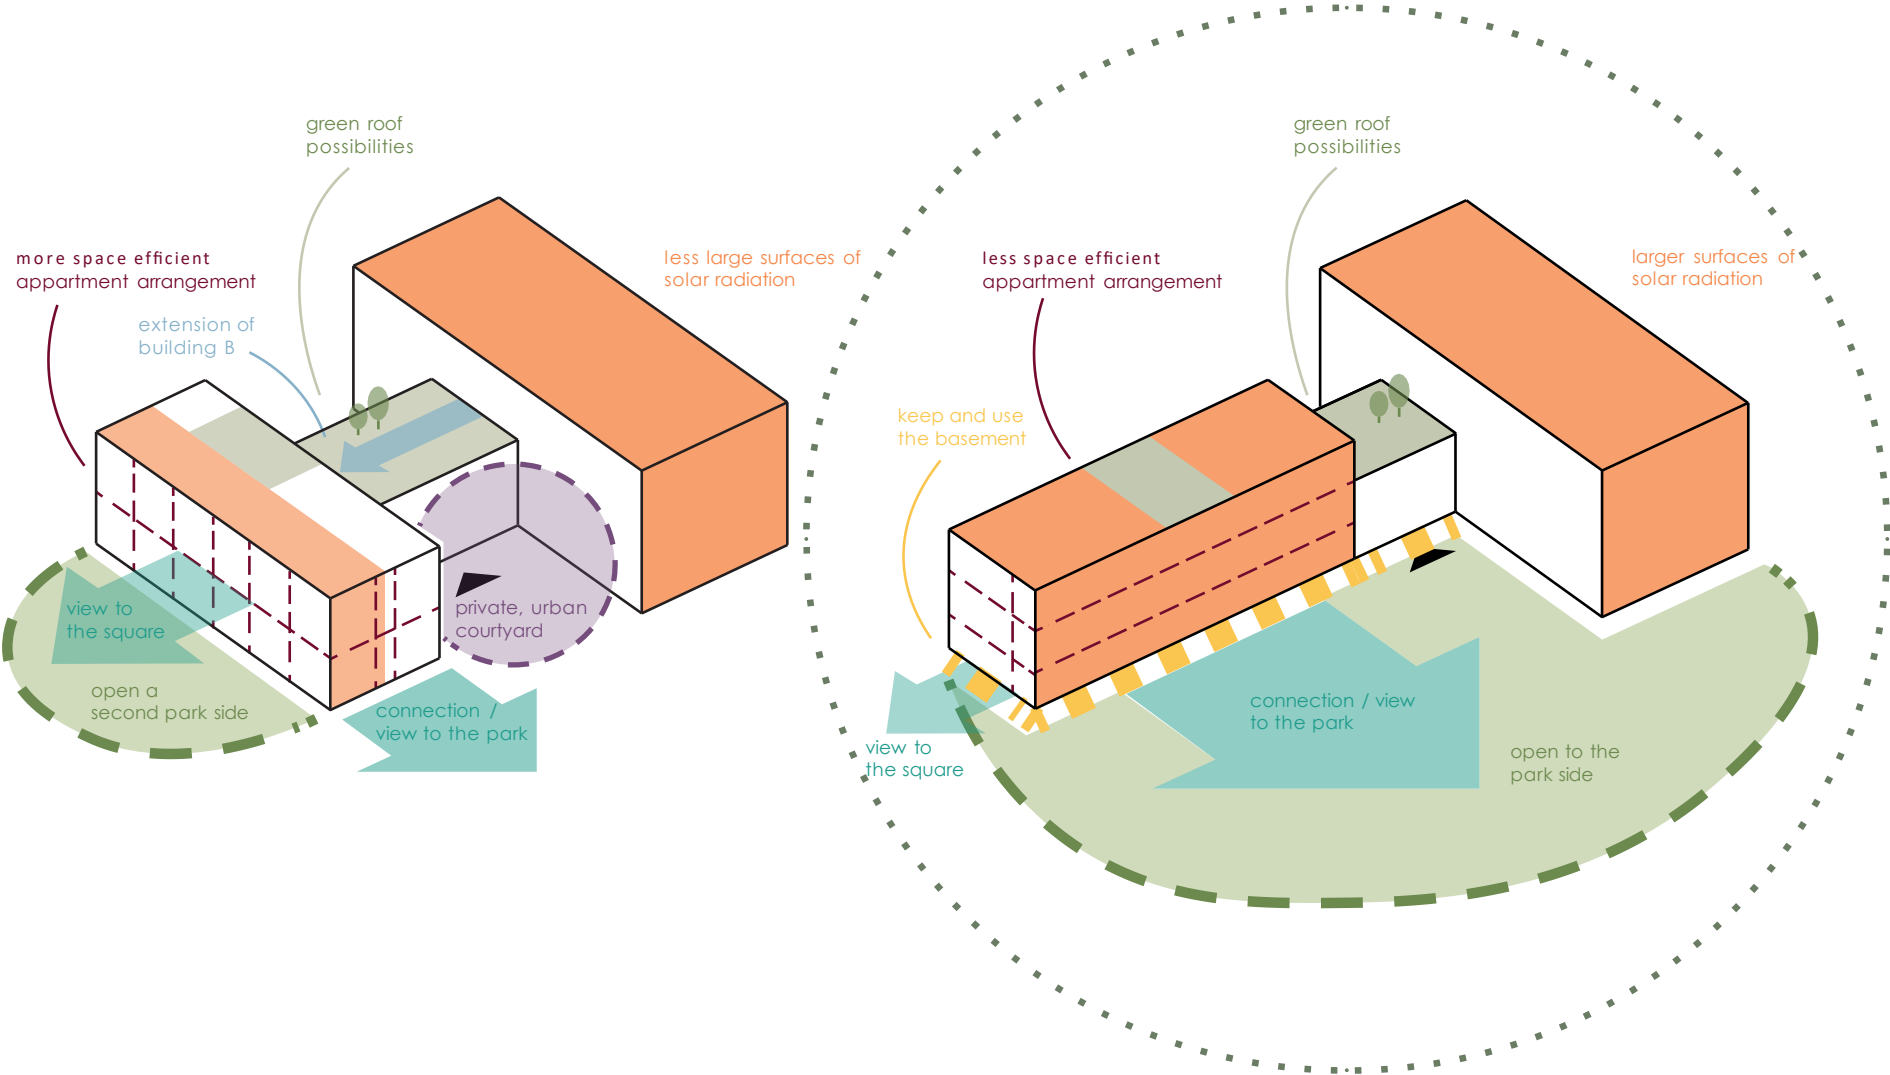 green roof
possibilities
more space efficient
appartment arrangement
extension of
building B
less large surfaces of
solar radiation
view to
the square
private, urban
courtyard
open a
second park side
connection /
view to the park
green roof
possibilities
less space efficient
appartment arrangement
larger surfaces of
solar radiation
keep and use
the basement
connection / view
to the park
view to
the square
open to the
park side